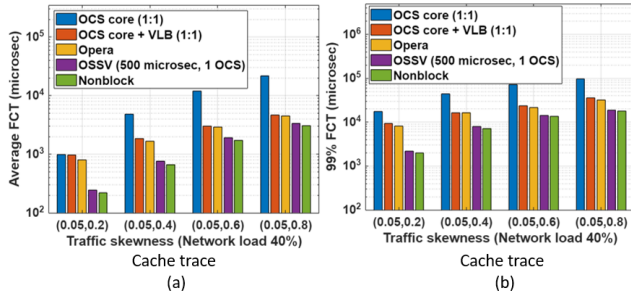 OCS core (1:1)
OCS core + VLB (1:1)
Opera
OSSV (500 microsec, 1 OCS)
Nonblock
Average FCT (microsec)
10^5
10^4
10^3
10^2
(0.05,0.2) (0.05,0.4) (0.05,0.6) (0.05,0.8)
Traffic skewness (Network load 40%)
Cache trace
(a)
OCS core (1:1)
OCS core + VLB (1:1)
Opera
OSSV (500 microsec, 1 OCS)
Nonblock
99% FCT (microsec)
10^6
10^5
10^4
10^3
10^2
(0.05,0.2) (0.05,0.4) (0.05,0.6) (0.05,0.8)
Traffic skewness (Network load 40%)
Cache trace
(b)